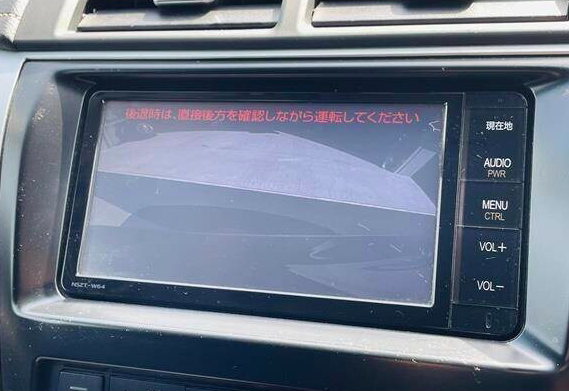 後退時は、直接後方を確認しながら運転してください
現在地
AUDIO
PWR
MENU
CTRL
VOL+
VOL-
NSZT-W64